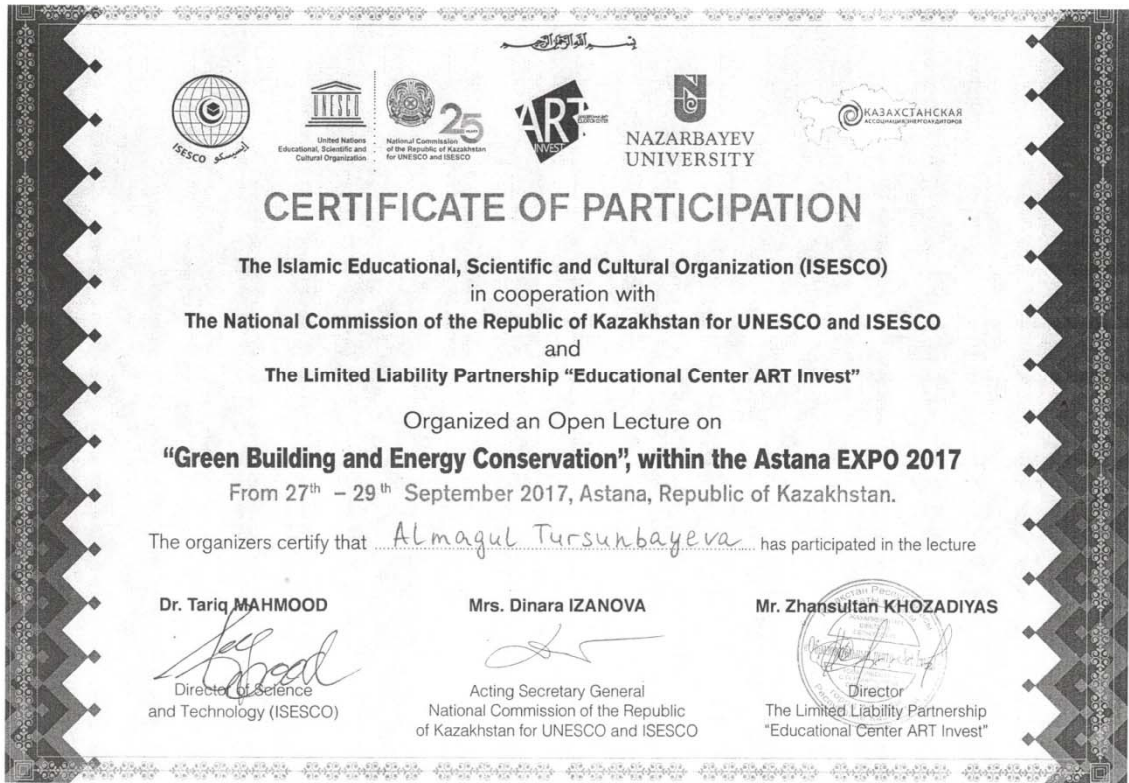 بسم الله الرحمن الرحيم
ISESCO ايسيسكو
UNESCO
United Nations
Educational, Scientific and
Cultural Organization
25 YEARS
National Commission
of the Republic of Kazakhstan
for UNESCO and ISESCO
ART
INVEST
NAZARBAYEV
UNIVERSITY
КАЗАХСТАНСКАЯ
АССОЦИАЦИЯ ЭНЕРГОАУДИТОРОВ
CERTIFICATE OF PARTICIPATION
The Islamic Educational, Scientific and Cultural Organization (ISESCO)
in cooperation with
The National Commission of the Republic of Kazakhstan for UNESCO and ISESCO
and
The Limited Liability Partnership “Educational Center ART Invest”
Organized an Open Lecture on
“Green Building and Energy Conservation”, within the Astana EXPO 2017
From 27th – 29th September 2017, Astana, Republic of Kazakhstan.
The organizers certify that Almagul Tursunbayeva has participated in the lecture
Dr. Tariq MAHMOOD
Director of Science
and Technology (ISESCO)
Mrs. Dinara IZANOVA
Acting Secretary General
National Commission of the Republic
of Kazakhstan for UNESCO and ISESCO
Mr. Zhansultan KHOZADIYAS
Director
The Limited Liability Partnership
“Educational Center ART Invest”